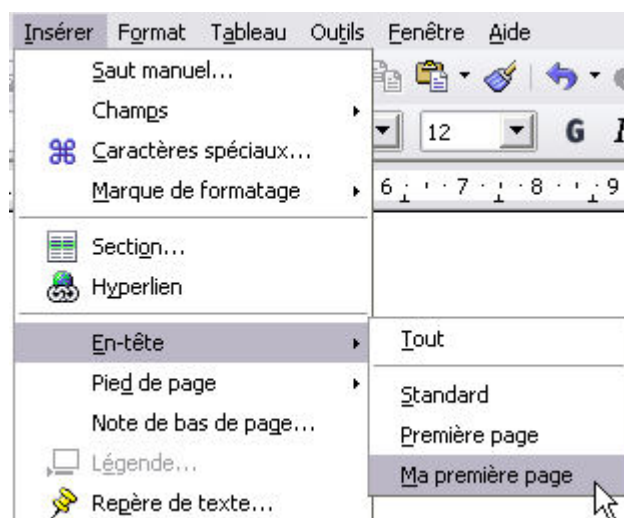 Insérer Format Tableau Outils Fenêtre Aide
Saut manuel...
Champs
12 G I
Caractères spéciaux...
Marque de formatage
6 7 8 9
Section...
Hyperlien
En-tête
Tout
Pied de page
Standard
Note de bas de page...
Première page
Légende...
Ma première page
Repère de texte...